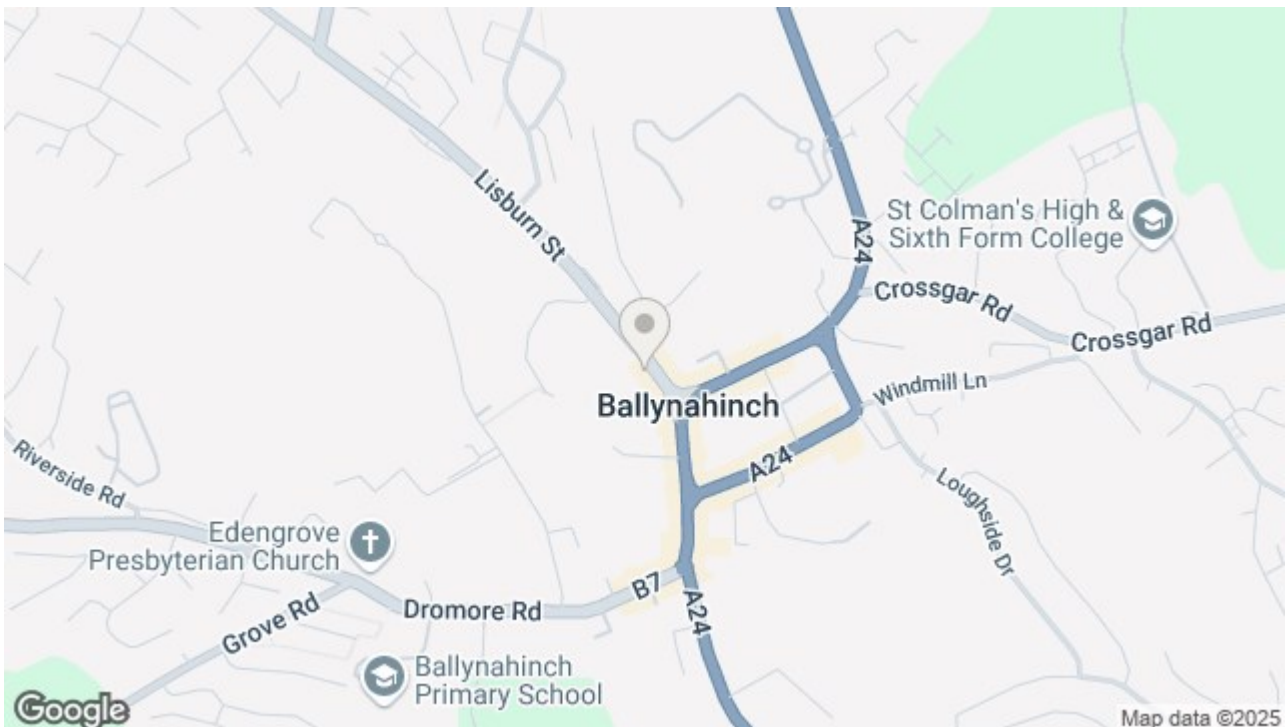 Lisburn St
A24
St Colman's High &
Sixth Form College
Crossgar Rd
Crossgar Rd
Windmill Ln
Ballynahinch
A24
Loughside Dr
Riverside Rd
Edengrove
Presbyterian Church
B7
A24
Dromore Rd
Grove Rd
Ballynahinch
Primary School
Google
Map data ©2025